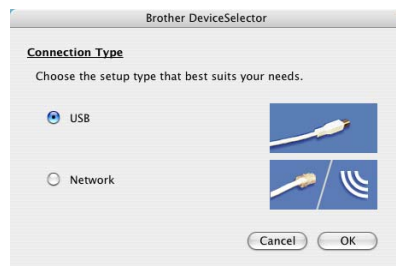 Brother DeviceSelector
Connection Type
Choose the setup type that best suits your needs.
USB
Network
Cancel OK